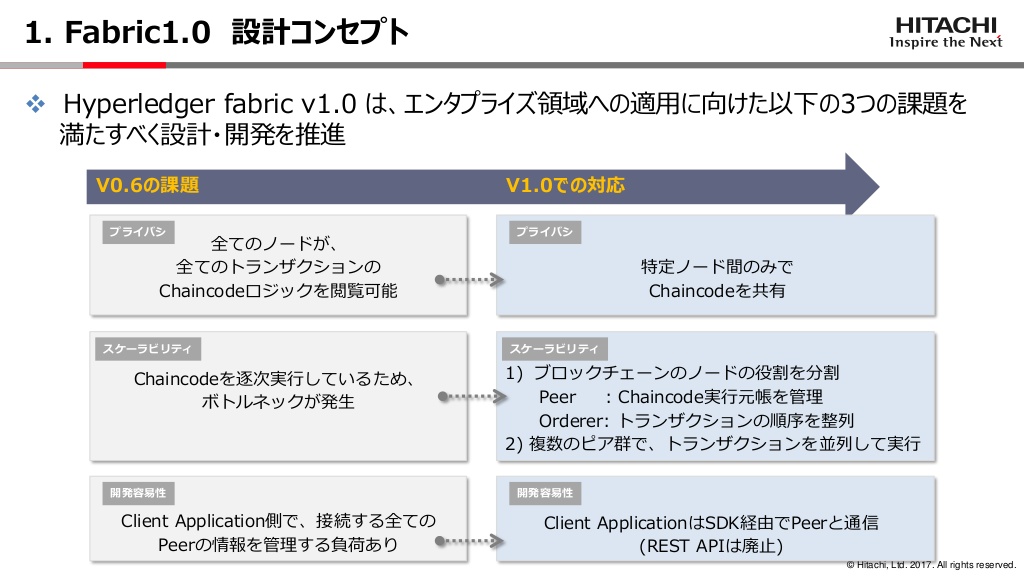 1. Fabric1.0 設計コンセプト
HITACHI
Inspire the Next
❖ Hyperledger fabric v1.0 は、エンタプライズ領域への適用に向けた以下の3つの課題を
満たすべく設計・開発を推進
V0.6の課題
V1.0での対応
プライバシ
全てのノードが、
全てのトランザクションの
Chaincodeロジックを閲覧可能
プライバシ
特定ノード間のみで
Chaincodeを共有
スケーラビリティ
Chaincodeを逐次実行しているため、
ボトルネックが発生
スケーラビリティ
1) ブロックチェーンのノードの役割を分割
Peer : Chaincode実行元帳を管理
Orderer: トランザクションの順序を整列
2) 複数のピア群で、トランザクションを並列して実行
開発容易性
Client Application側で、接続する全ての
Peerの情報を管理する負荷あり
開発容易性
Client ApplicationはSDK経由でPeerと通信
(REST APIは廃止)
© Hitachi, Ltd. 2017. All rights reserved.